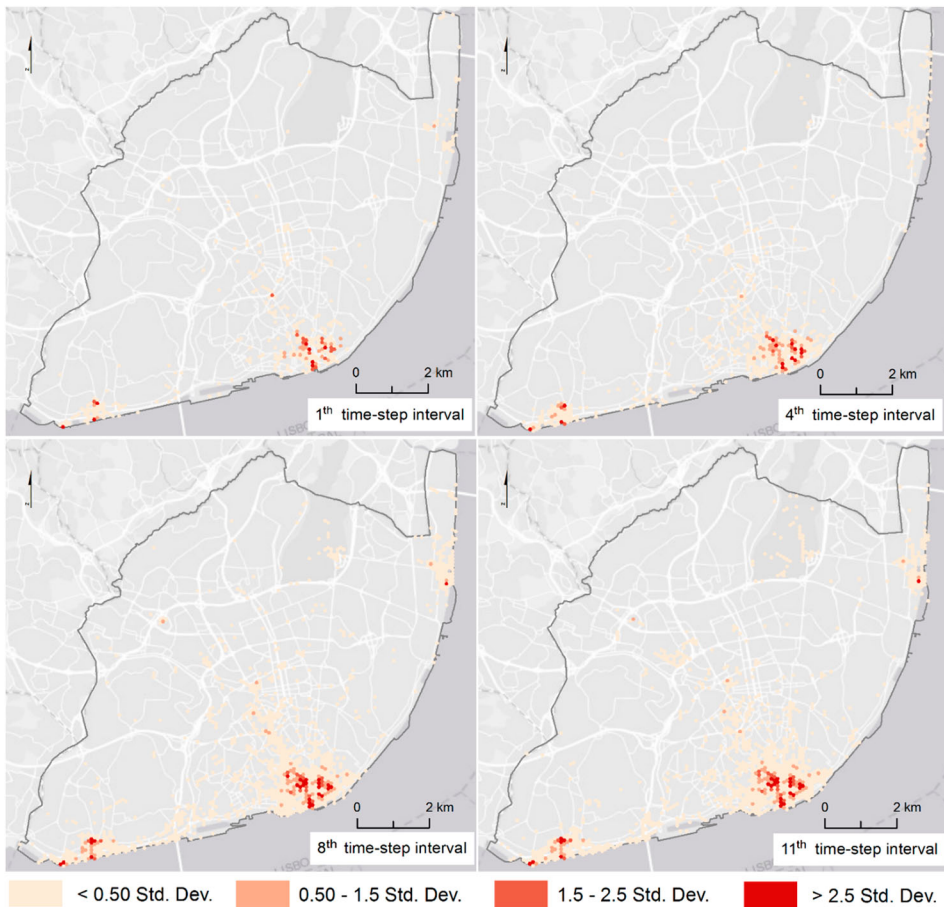 0 2 km
1th time-step interval
0 2 km
4th time-step interval
LISBO
0 2 km
8th time-step interval
0 2 km
11th time-step interval
LISBO
< 0.50 Std. Dev. 0.50 - 1.5 Std. Dev. 1.5 - 2.5 Std. Dev. > 2.5 Std. Dev.